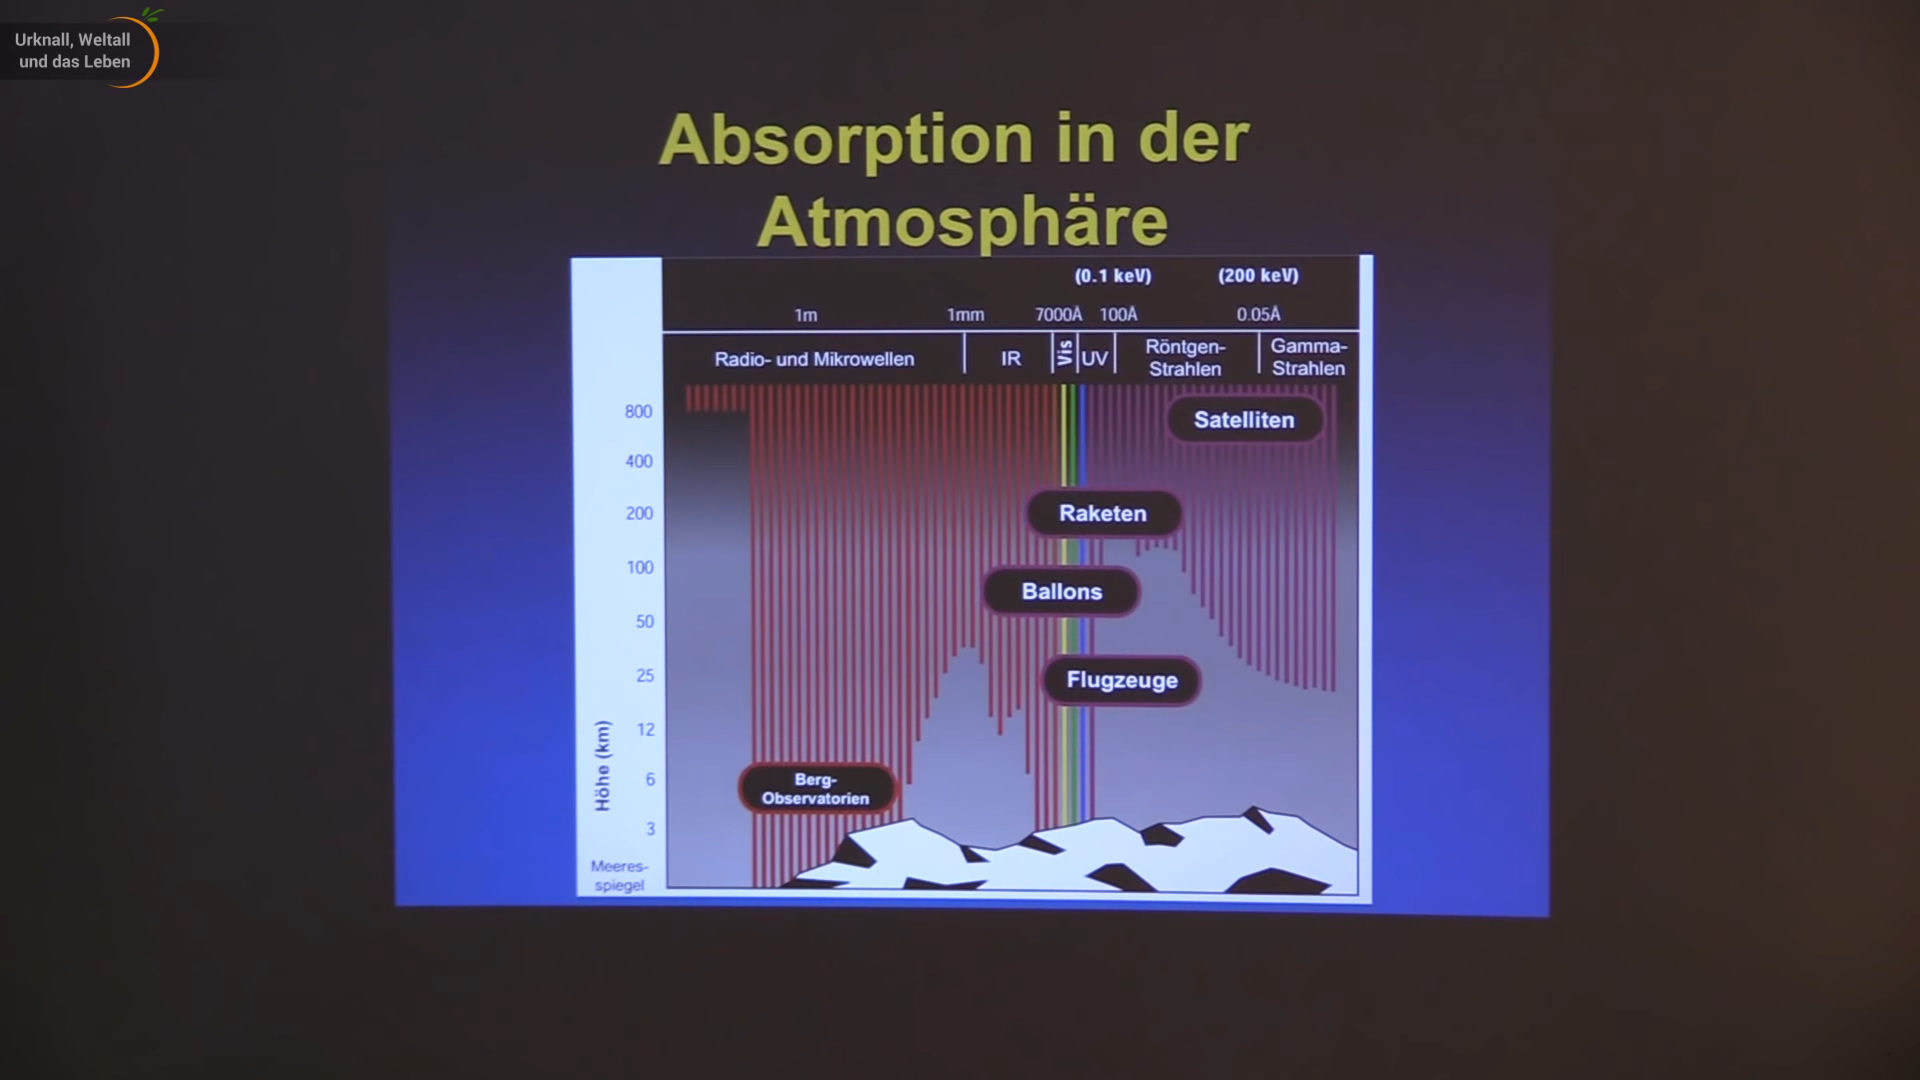 Urknall, Weltall
und das Leben
Absorption in der
Atmosphäre
(0.1 keV) (200 keV)
1m 1mm 7000Å 100Å 0.05Å
Radio- und Mikrowellen IR Vis UV Röntgen-
Strahlen Gamma-
Strahlen
800
400
200
100
50
25
12
6
3
Meeres-
spiegel
Höhe (km)
Satelliten
Raketen
Ballons
Flugzeuge
Berg-
Observatorien